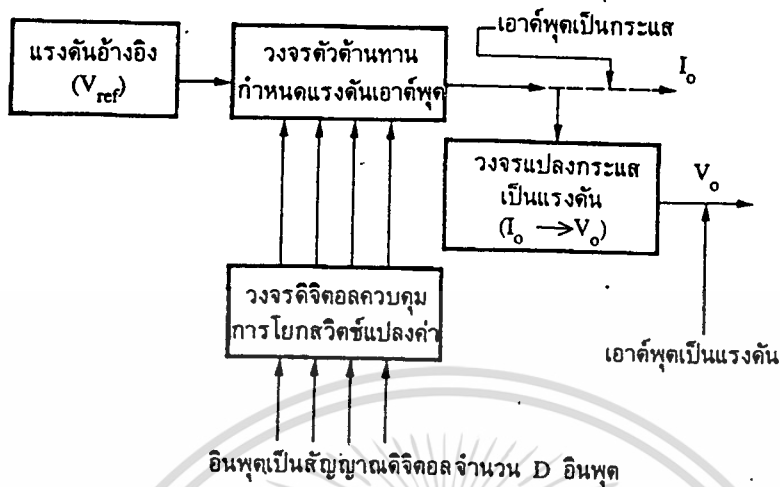 เอาต์พุตเป็นกระแส
แรงดันอ้างอิง
(V_ref)
วงจรตัวต้านทาน
กำหนดแรงดันเอาต์พุต
I_o
วงจรแปลงกระแส
เป็นแรงดัน
(I_o → V_o)
V_o
วงจรดิจิตอลควบคุม
การโยกสวิตช์แปลงค่า
เอาต์พุตเป็นแรงดัน
อินพุตเป็นสัญญาณดิจิตอล จำนวน D อินพุต